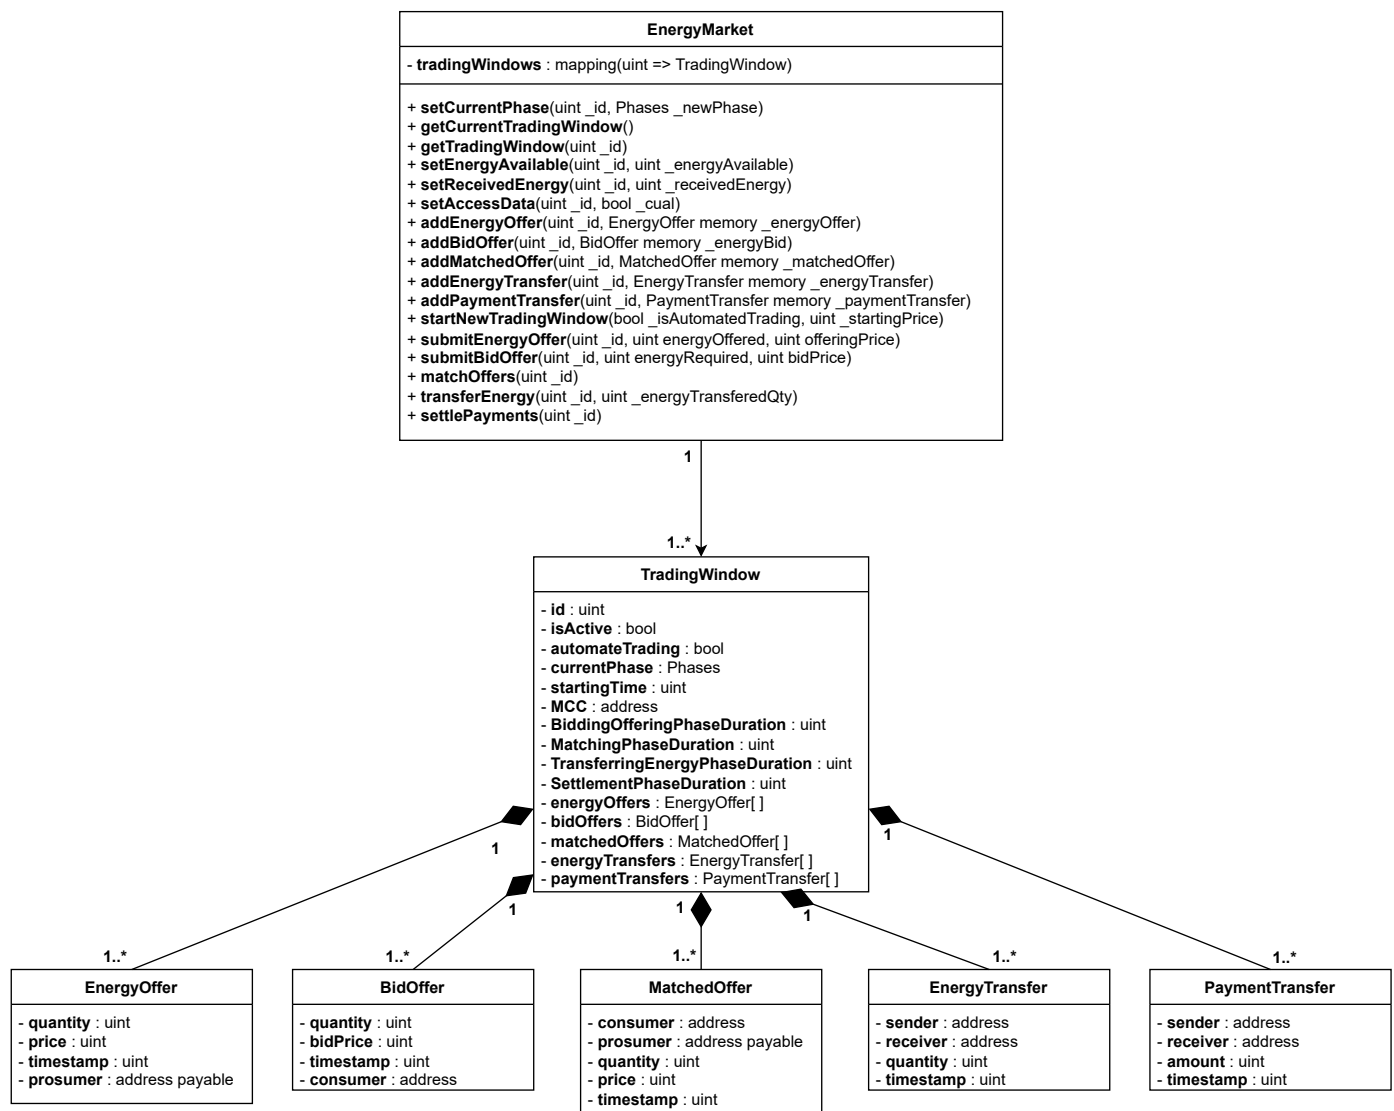 EnergyMarket
- tradingWindows : mapping(uint => TradingWindow)
+ setCurrentPhase(uint _id, Phases _newPhase)
+ getCurrentTradingWindow()
+ getTradingWindow(uint _id)
+ setEnergyAvailable(uint _id, uint _energyAvailable)
+ setReceivedEnergy(uint _id, uint _receivedEnergy)
+ setAccessData(uint _id, bool _cual)
+ addEnergyOffer(uint _id, EnergyOffer memory _energyOffer)
+ addBidOffer(uint _id, BidOffer memory _energyBid)
+ addMatchedOffer(uint _id, MatchedOffer memory _matchedOffer)
+ addEnergyTransfer(uint _id, EnergyTransfer memory _energyTransfer)
+ addPaymentTransfer(uint _id, PaymentTransfer memory _paymentTransfer)
+ startNewTradingWindow(bool _isAutomatedTrading, uint _startingPrice)
+ submitEnergyOffer(uint _id, uint energyOffered, uint offeringPrice)
+ submitBidOffer(uint _id, uint energyRequired, uint bidPrice)
+ matchOffers(uint _id)
+ transferEnergy(uint _id, uint _energyTransferedQty)
+ settlePayments(uint _id)
1
1..*
TradingWindow
- id : uint
- isActive : bool
- automateTrading : bool
- currentPhase : Phases
- startingTime : uint
- MCC : address
- BiddingOfferingPhaseDuration : uint
- MatchingPhaseDuration : uint
- TransferringEnergyPhaseDuration : uint
- SettlementPhaseDuration : uint
- energyOffers : EnergyOffer[ ]
- bidOffers : BidOffer[ ]
- matchedOffers : MatchedOffer[ ]
- energyTransfers : EnergyTransfer[ ]
- paymentTransfers : PaymentTransfer[ ]
1
1
1
1
1
1..*
1..*
1..*
1..*
1..*
EnergyOffer
- quantity : uint
- price : uint
- timestamp : uint
- prosumer : address payable
BidOffer
- quantity : uint
- bidPrice : uint
- timestamp : uint
- consumer : address
MatchedOffer
- consumer : address
- prosumer : address payable
- quantity : uint
- price : uint
- timestamp : uint
EnergyTransfer
- sender : address
- receiver : address
- quantity : uint
- timestamp : uint
PaymentTransfer
- sender : address
- receiver : address
- amount : uint
- timestamp : uint